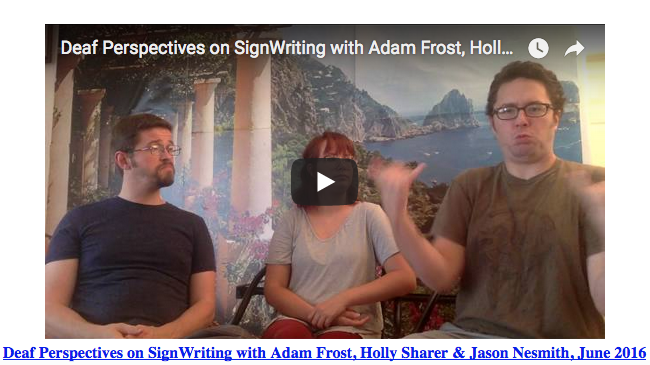 Deaf Perspectives on SignWriting with Adam Frost, Holl...
Deaf Perspectives on SignWriting with Adam Frost, Holly Sharer & Jason Nesmith, June 2016